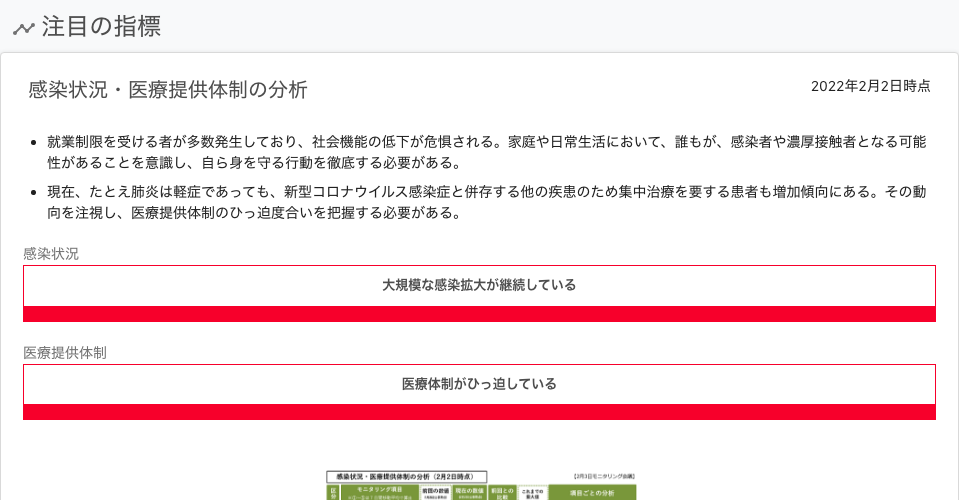 注目の指標
感染状況・医療提供体制の分析
2022年2月2日時点
就業制限を受ける者が多数発生しており、社会機能の低下が危惧される。家庭や日常生活において、誰もが、感染者や濃厚接触者となる可能
性があることを意識し、自ら身を守る行動を徹底する必要がある。
現在、たとえ肺炎は軽症であっても、新型コロナウイルス感染症と併存する他の疾患のため集中治療を要する患者も増加傾向にある。その動
向を注視し、医療提供体制のひっ迫度合いを把握する必要がある。
感染状況
大規模な感染拡大が継続している
医療提供体制
医療体制がひっ迫している
感染状況・医療提供体制の分析（2月2日時点）
【2月3日モニタリング会議】
区分 モニタリング項目 前回の数値 現在の数値 前回との比較 これまでの最大値 項目ごとの分析